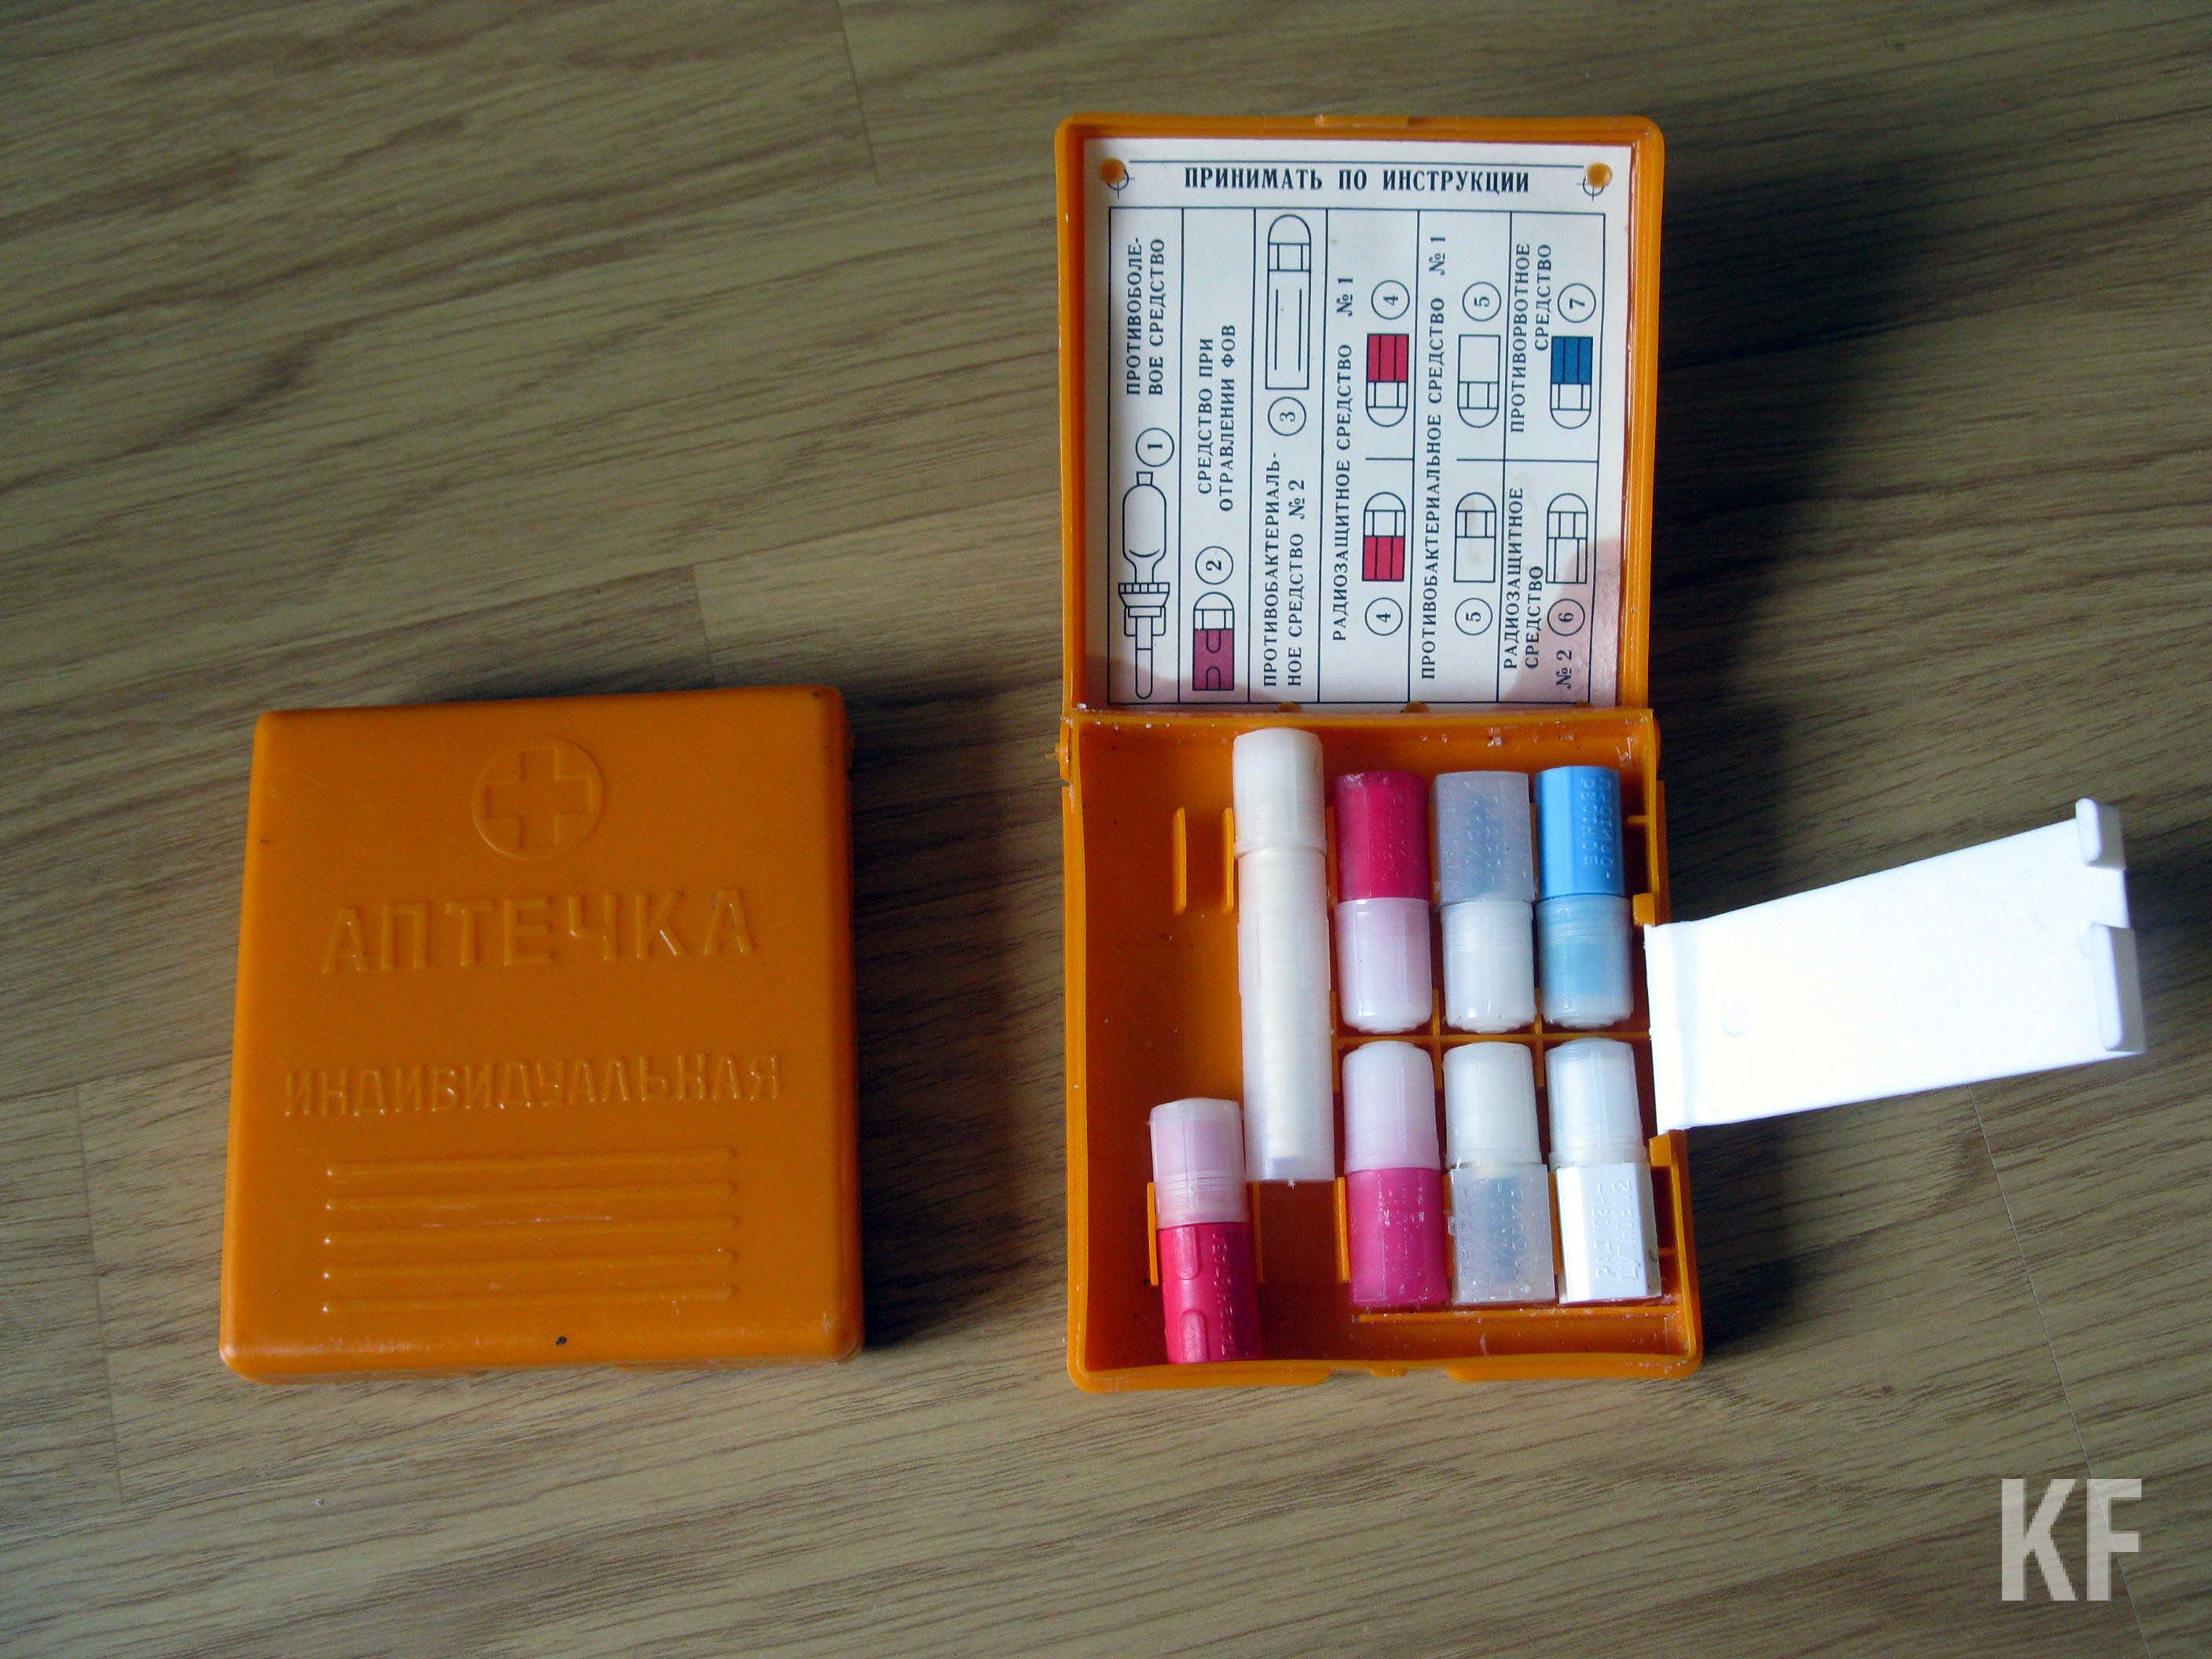 АПТЕЧКА
ИНДИВИДУАЛЬНАЯ
ПРИНИМАТЬ ПО ИНСТРУКЦИИ
ПРОТИВОБОЛЕ-
ВОЕ СРЕДСТВО
1
СРЕДСТВО ПРИ
ОТРАВЛЕНИИ ФОВ
2
ПРОТИВОБАКТЕРИАЛЬ-
НОЕ СРЕДСТВО № 2
3
РАДИОЗАЩИТНОЕ СРЕДСТВО № 1
4
4
ПРОТИВОБАКТЕРИАЛЬНОЕ СРЕДСТВО № 1
5
5
РАДИОЗАЩИТНОЕ
СРЕДСТВО
№ 2
6
ПРОТИВОРВОТНОЕ
СРЕДСТВО
7
KF